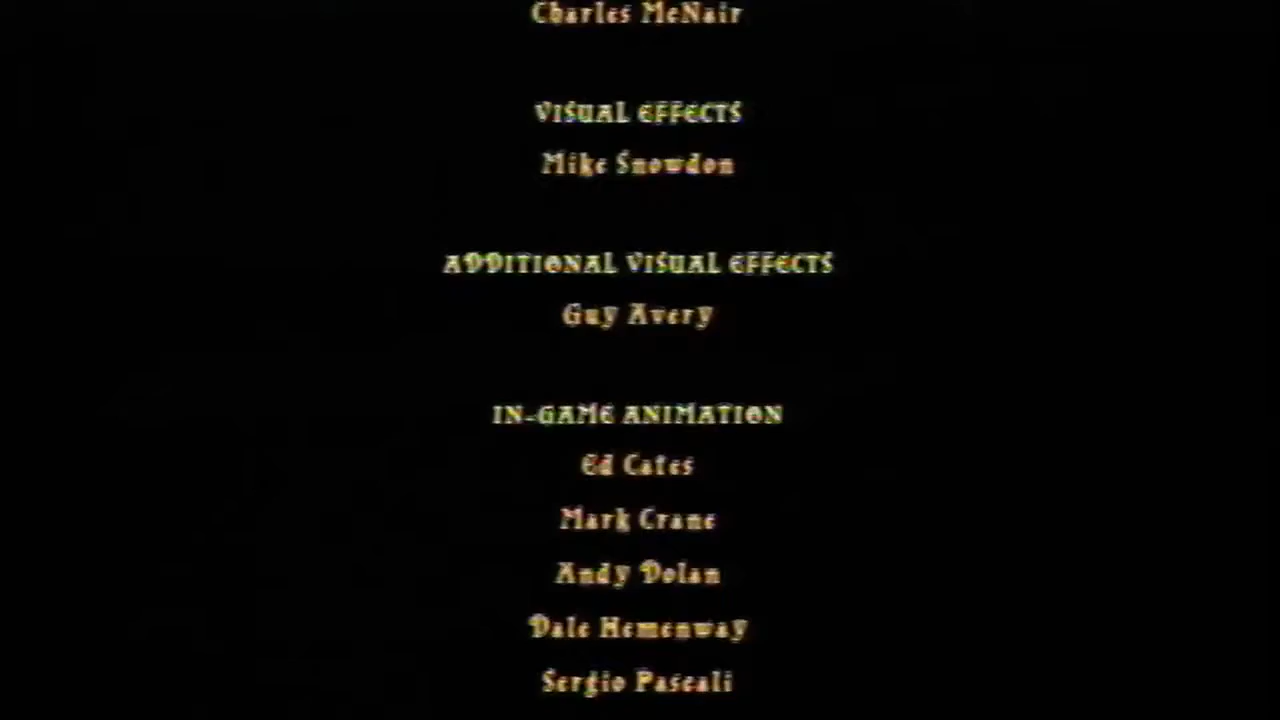 Charles McNair
VISUAL EFFECTS
Mike Snowdon
ADDITIONAL VISUAL EFFECTS
Guy Avery
IN-GAME ANIMATION
Ed Cates
Mark Crane
Andy Dolan
Dale Hemenway
Sergio Pascali